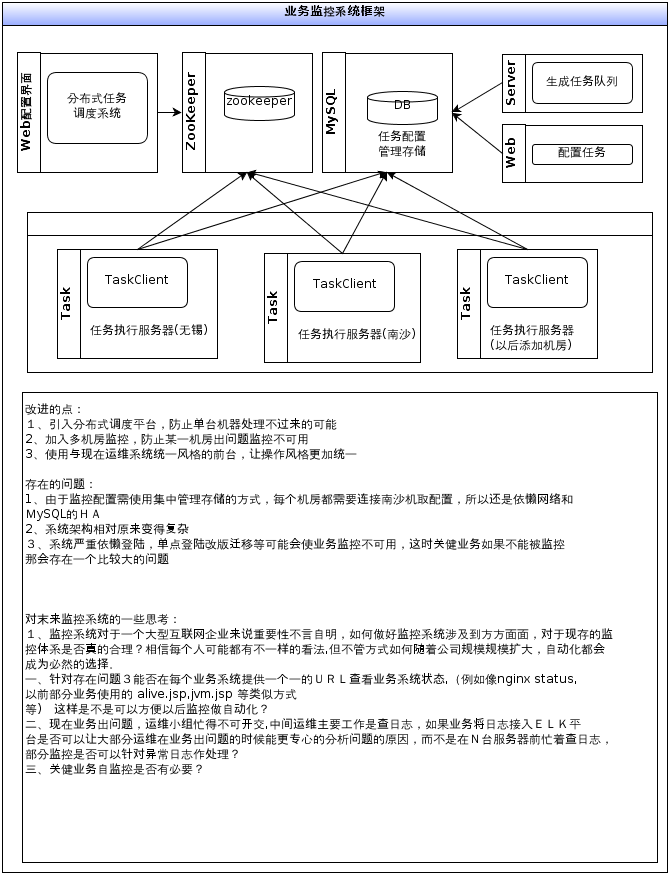 业务监控系统框架
Web配置界面
分布式任务
调度系统
ZooKeeper
zookeeper
MySQL
DB
任务配置
管理存储
Server
生成任务队列
Web
配置任务
Task
TaskClient
任务执行服务器(无锡)
Task
TaskClient
任务执行服务器(南沙)
Task
TaskClient
任务执行服务器
(以后添加机房)
改进的点：
１、引入分布式调度平台，防止单台机器处理不过来的可能
2、加入多机房监控，防止某一机房出问题监控不可用
3、使用与现在运维系统统一风格的前台，让操作风格更加统一
存在的问题：
1、由于监控配置需使用集中管理存储的方式，每个机房都需要连接南沙机取配置，所以还是依懒网络和
MySQL的ＨＡ
2、系统架构相对原来变得复杂
３、系统严重依懒登陆，单点登陆改版迁移等可能会使业务监控不可用，这时关健业务如果不能被监控
那会存在一个比较大的问题
对末来监控系统的一些思考：
１、监控系统对于一个大型互联网企业来说重要性不言自明，如何做好监控系统涉及到方方面面，对于现存的监
控体系是否真的合理？相信每个人可能都有不一样的看法,但不管方式如何随着公司规模规模扩大，自动化都会
成为必然的选择.
一、针对存在问题３能否在每个业务系统提供一个一的ＵＲＬ查看业务系统状态,（例如像nginx status,
以前部分业务使用的 alive.jsp,jvm.jsp 等类似方式
等） 这样是不是可以方便以后监控做自动化？
二、现在业务出问题，运维小组忙得不可开交,中间运维主要工作是查日志，如果业务将日志接入ＥＬＫ平
台是否可以让大部分运维在业务出问题的时候能更专心的分析问题的原因，而不是在Ｎ台服务器前忙着查日志，
部分监控是否可以针对异常日志作处理？
三、关健业务自监控是否有必要？